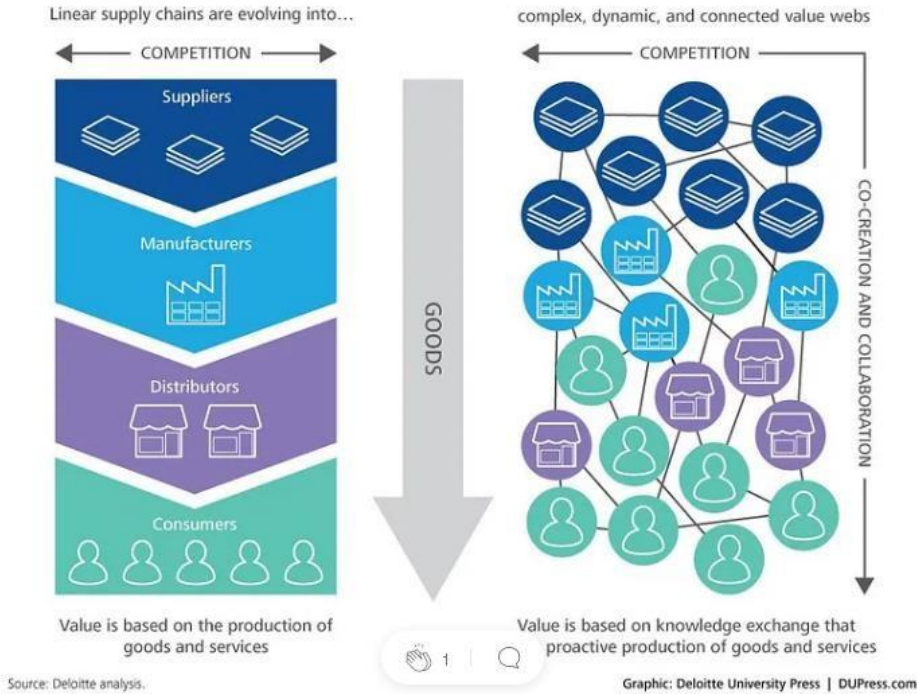 Linear supply chains are evolving into...
complex, dynamic, and connected value webs
COMPETITION
COMPETITION
Suppliers
Manufacturers
Distributors
Consumers
GOODS
CO-CREATION AND COLLABORATION
Value is based on the production of
goods and services
Value is based on knowledge exchange that
proactive production of goods and services
1
Source: Deloitte analysis.
Graphic: Deloitte University Press | DUPress.com